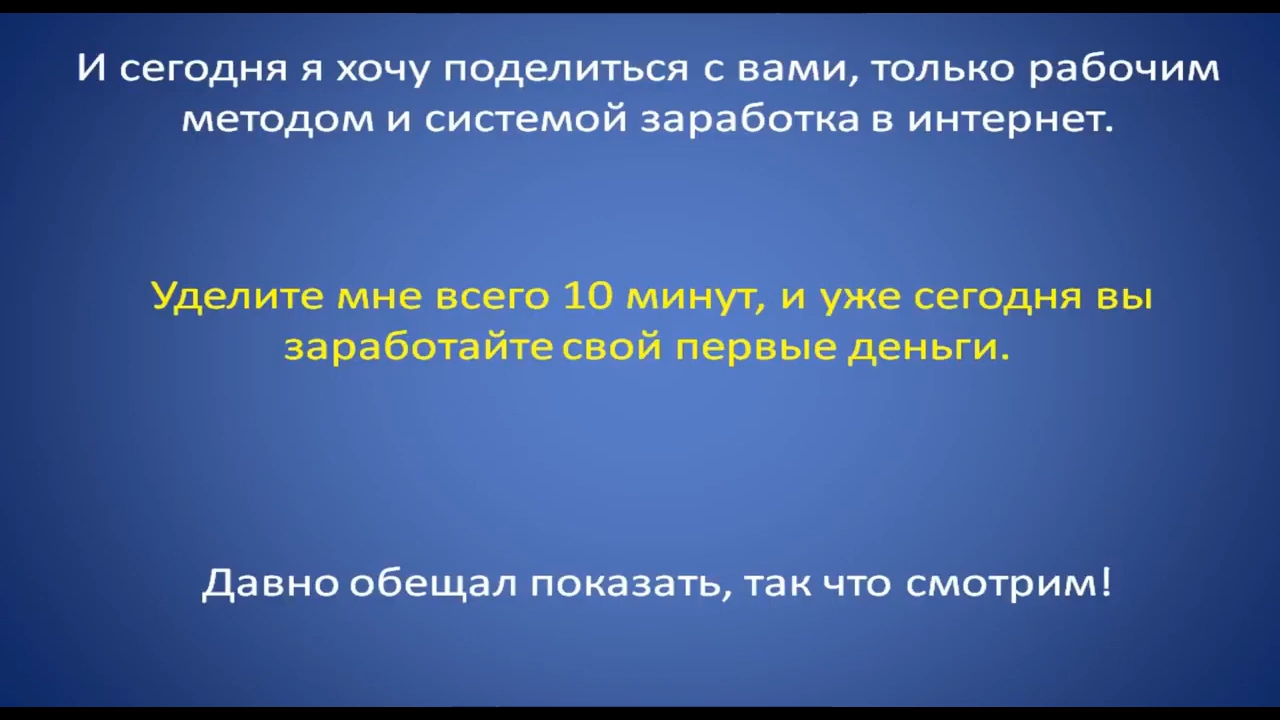 И сегодня я хочу поделиться с вами, только рабочим
методом и системой заработка в интернет.
Уделите мне всего 10 минут, и уже сегодня вы
заработайте свой первые деньги.
Давно обещал показать, так что смотрим!